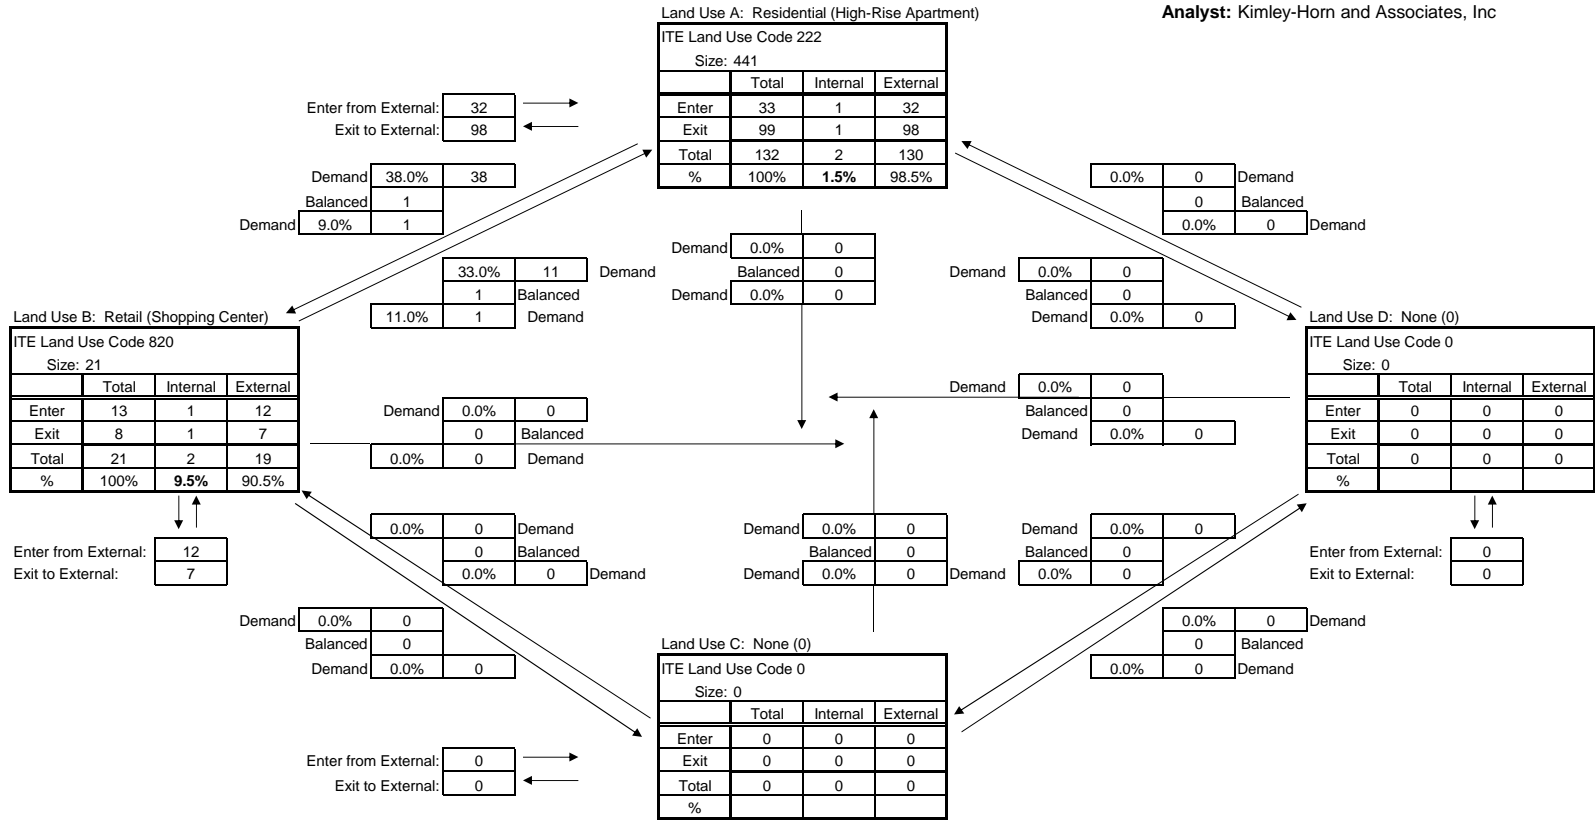 Land Use A: Residential (High-Rise Apartment)
Analyst: Kimley-Horn and Associates, Inc
ITE Land Use Code 222
Size: 441
Total Internal External
Enter 33 1 32
Exit 99 1 98
Total 132 2 130
% 100% 1.5% 98.5%
Enter from External: 32
Exit to External: 98
Demand 38.0% 38
Balanced 1
Demand 9.0% 1
0.0% 0 Demand
0 Balanced
0.0% 0 Demand
33.0% 11 Demand
1 Balanced
11.0% 1 Demand
Demand 0.0% 0
Balanced 0
Demand 0.0% 0
Demand 0.0% 0
Balanced 0
Demand 0.0% 0
Land Use B: Retail (Shopping Center)
ITE Land Use Code 820
Size: 21
Total Internal External
Enter 13 1 12
Exit 8 1 7
Total 21 2 19
% 100% 9.5% 90.5%
Enter from External: 12
Exit to External: 7
Demand 0.0% 0
0 Balanced
0.0% 0 Demand
Demand 0.0% 0
Balanced 0
Demand 0.0% 0
Land Use D: None (0)
ITE Land Use Code 0
Size: 0
Total Internal External
Enter 0 0 0
Exit 0 0 0
Total 0 0 0
%
Enter from External: 0
Exit to External: 0
0.0% 0 Demand
0 Balanced
0.0% 0 Demand
Demand 0.0% 0
Balanced 0
Demand 0.0% 0
Demand 0.0% 0
Balanced 0
Demand 0.0% 0
Demand 0.0% 0
Balanced 0
Demand 0.0% 0
0.0% 0 Demand
0 Balanced
0.0% 0 Demand
Land Use C: None (0)
ITE Land Use Code 0
Size: 0
Total Internal External
Enter 0 0 0
Exit 0 0 0
Total 0 0 0
%
Enter from External: 0
Exit to External: 0